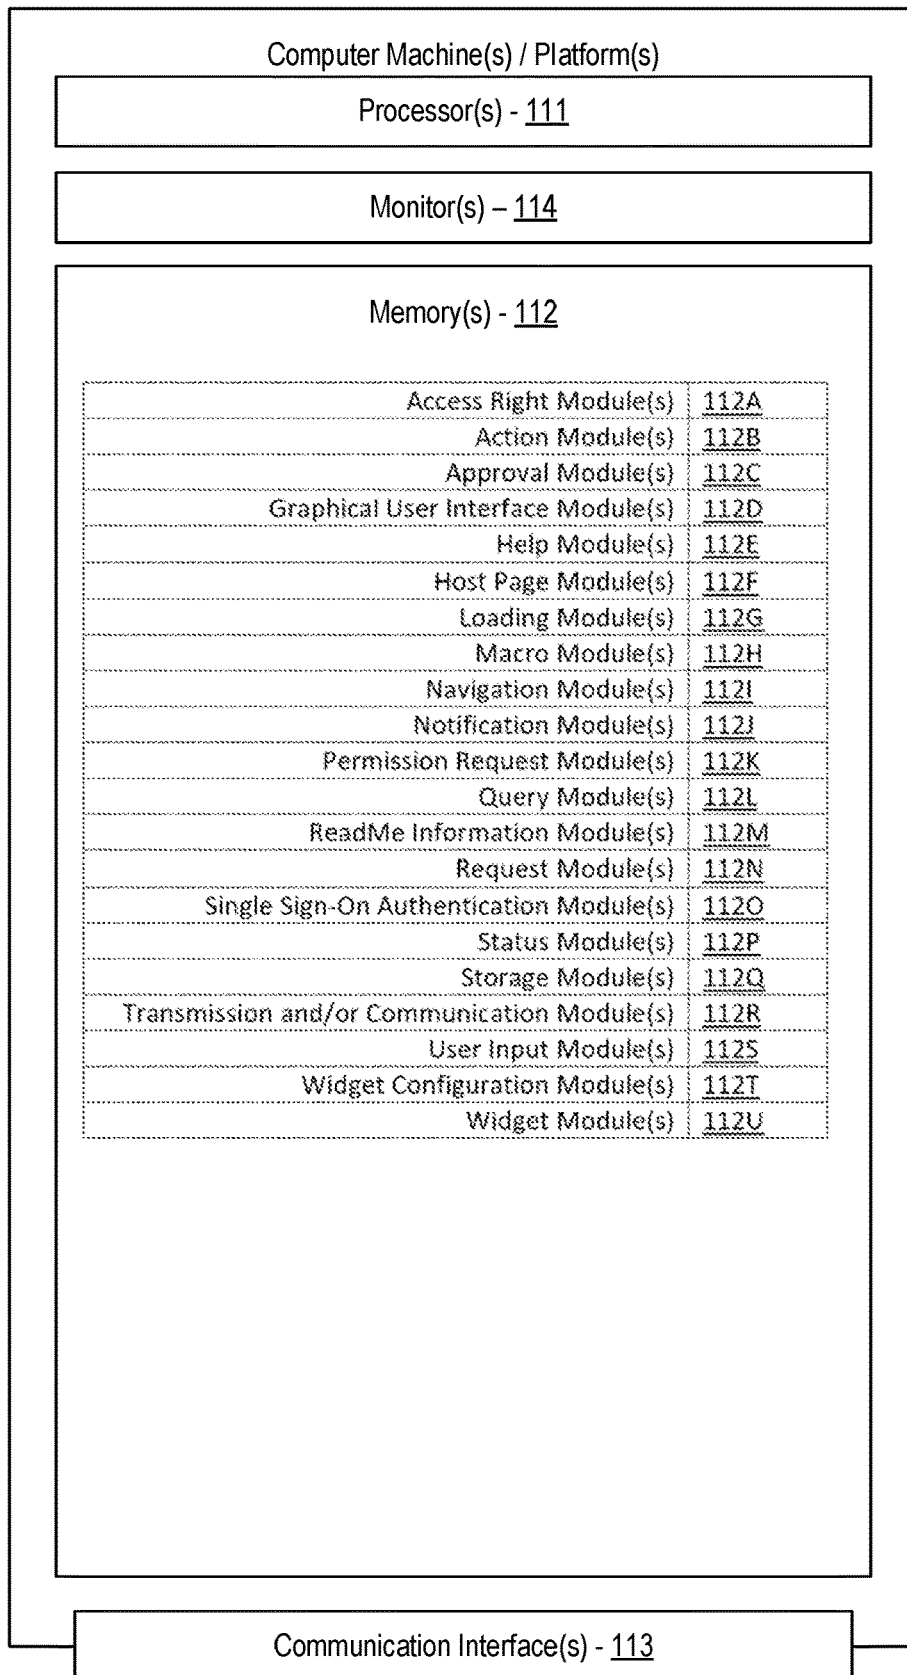 Computer Machine(s) / Platform(s)
Processor(s) - 111
Monitor(s) – 114
Memory(s) - 112
Access Right Module(s) 112A
Action Module(s) 112B
Approval Module(s) 112C
Graphical User Interface Module(s) 112D
Help Module(s) 112E
Host Page Module(s) 112F
Loading Module(s) 112G
Macro Module(s) 112H
Navigation Module(s) 112I
Notification Module(s) 112J
Permission Request Module(s) 112K
Query Module(s) 112L
ReadMe Information Module(s) 112M
Request Module(s) 112N
Single Sign-On Authentication Module(s) 112O
Status Module(s) 112P
Storage Module(s) 112Q
Transmission and/or Communication Module(s) 112R
User Input Module(s) 112S
Widget Configuration Module(s) 112T
Widget Module(s) 112U
Communication Interface(s) - 113